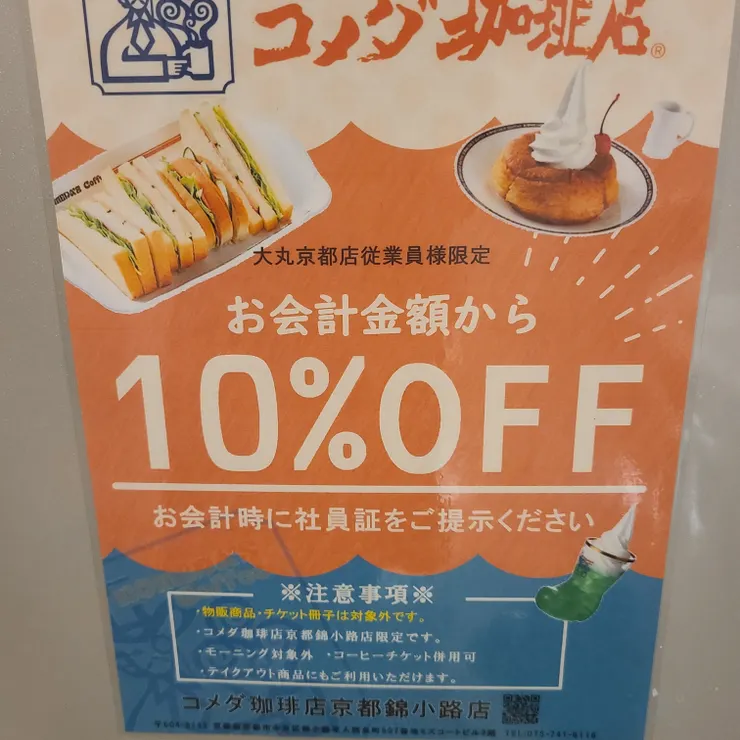 コメダ珈琲店®
大丸京都店従業員様限定
お会計金額から
10%OFF
お会計時に社員証をご提示ください
※注意事項※
・物販商品・チケット冊子は対象外です。
・コメダ珈琲店京都錦小路店限定です。
・モーニング対象外 ・コーヒーチケット併用可
・テイクアウト商品にもご利用いただけます。
コメダ珈琲店京都錦小路店